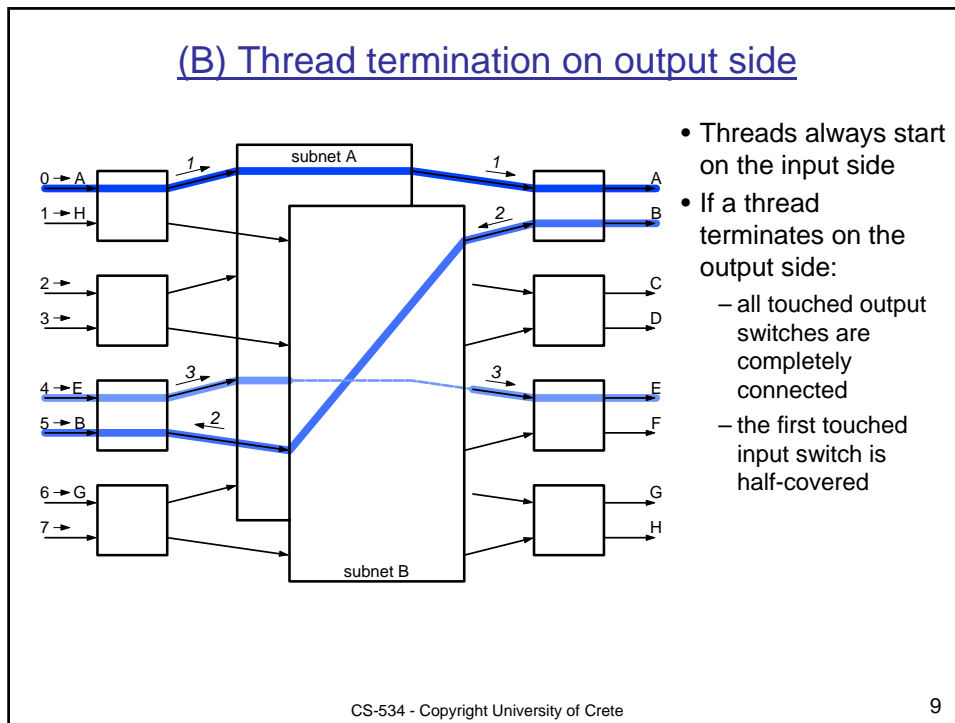 (B) Thread termination on output side
subnet A
1
1
0 → A
A
1 → H
2
B
2 →
C
3 →
D
4 → E
3
3
E
5 → B
2
F
6 → G
G
7 →
H
subnet B
• Threads always start
on the input side
• If a thread
terminates on the
output side:
– all touched output
switches are
completely
connected
– the first touched
input switch is
half-covered
CS-534 - Copyright University of Crete
9